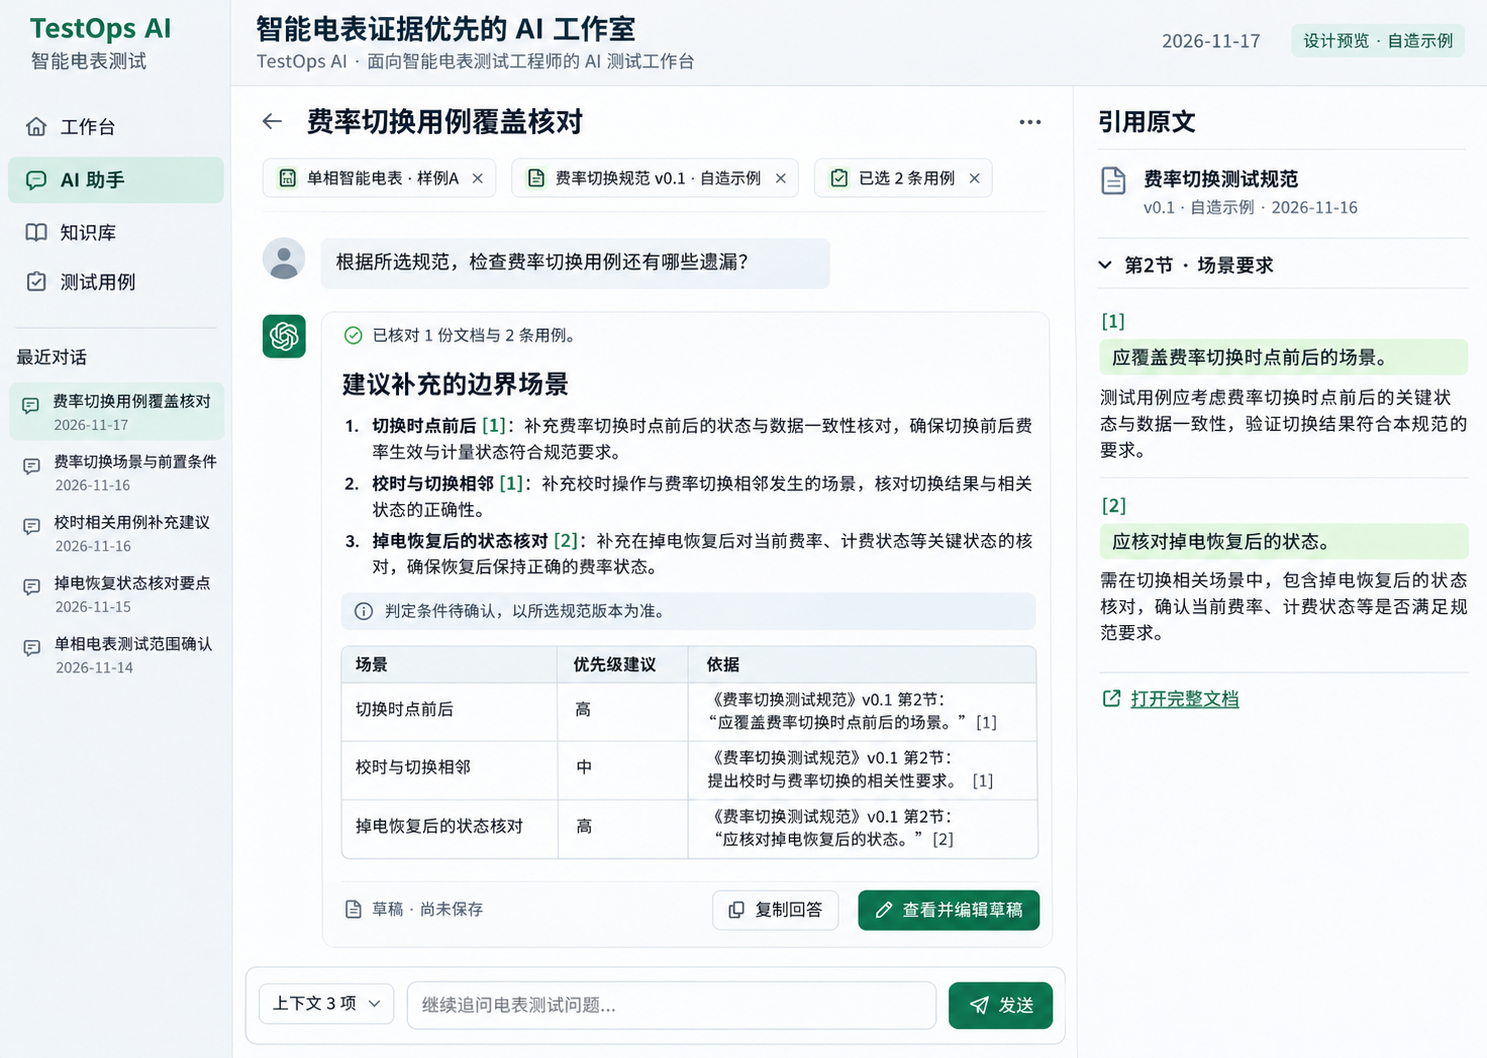 TestOps AI
智能电表测试
工作台
AI 助手
知识库
测试用例
最近对话
费率切换用例覆盖核对
2026-11-17
费率切换场景与前置条件
2026-11-16
校时相关用例补充建议
2026-11-16
掉电恢复状态核对要点
2026-11-15
单相电表测试范围确认
2026-11-14
智能电表证据优先的 AI 工作室
TestOps AI · 面向智能电表测试工程师的 AI 测试工作台
2026-11-17
设计预览 · 自造示例
费率切换用例覆盖核对
单相智能电表 · 样例A
费率切换规范 v0.1 · 自造示例
已选 2 条用例
根据所选规范，检查费率切换用例还有哪些遗漏？
已核对 1 份文档与 2 条用例。
建议补充的边界场景
1. 切换时点前后 [1]：补充费率切换时点前后的状态与数据一致性核对，确保切换前后费
率生效与计量状态符合规范要求。
2. 校时与切换相邻 [1]：补充校时操作与费率切换相邻发生的场景，核对切换结果与相关
状态的正确性。
3. 掉电恢复后的状态核对 [2]：补充在掉电恢复后对当前费率、计费状态等关键状态的核
对，确保恢复后保持正确的费率状态。
判定条件待确认，以所选规范版本为准。
场景 优先级建议 依据
切换时点前后 高 《费率切换测试规范》v0.1 第2节：
“应覆盖费率切换时点前后的场景。” [1]
校时与切换相邻 中 《费率切换测试规范》v0.1 第2节：
提出校时与费率切换的相关性要求。 [1]
掉电恢复后的状态核对 高 《费率切换测试规范》v0.1 第2节：
“应核对掉电恢复后的状态。” [2]
草稿 · 尚未保存
复制回答
查看并编辑草稿
上下文 3 项
继续追问电表测试问题...
发送
引用原文
费率切换测试规范
v0.1 · 自造示例 · 2026-11-16
第2节 · 场景要求
[1]
应覆盖费率切换时点前后的场景。
测试用例应考虑费率切换时点前后的关键状
态与数据一致性，验证切换结果符合本规范的
要求。
[2]
应核对掉电恢复后的状态。
需在切换相关场景中，包含掉电恢复后的状态
核对，确认当前费率、计费状态等是否满足规
范要求。
打开完整文档